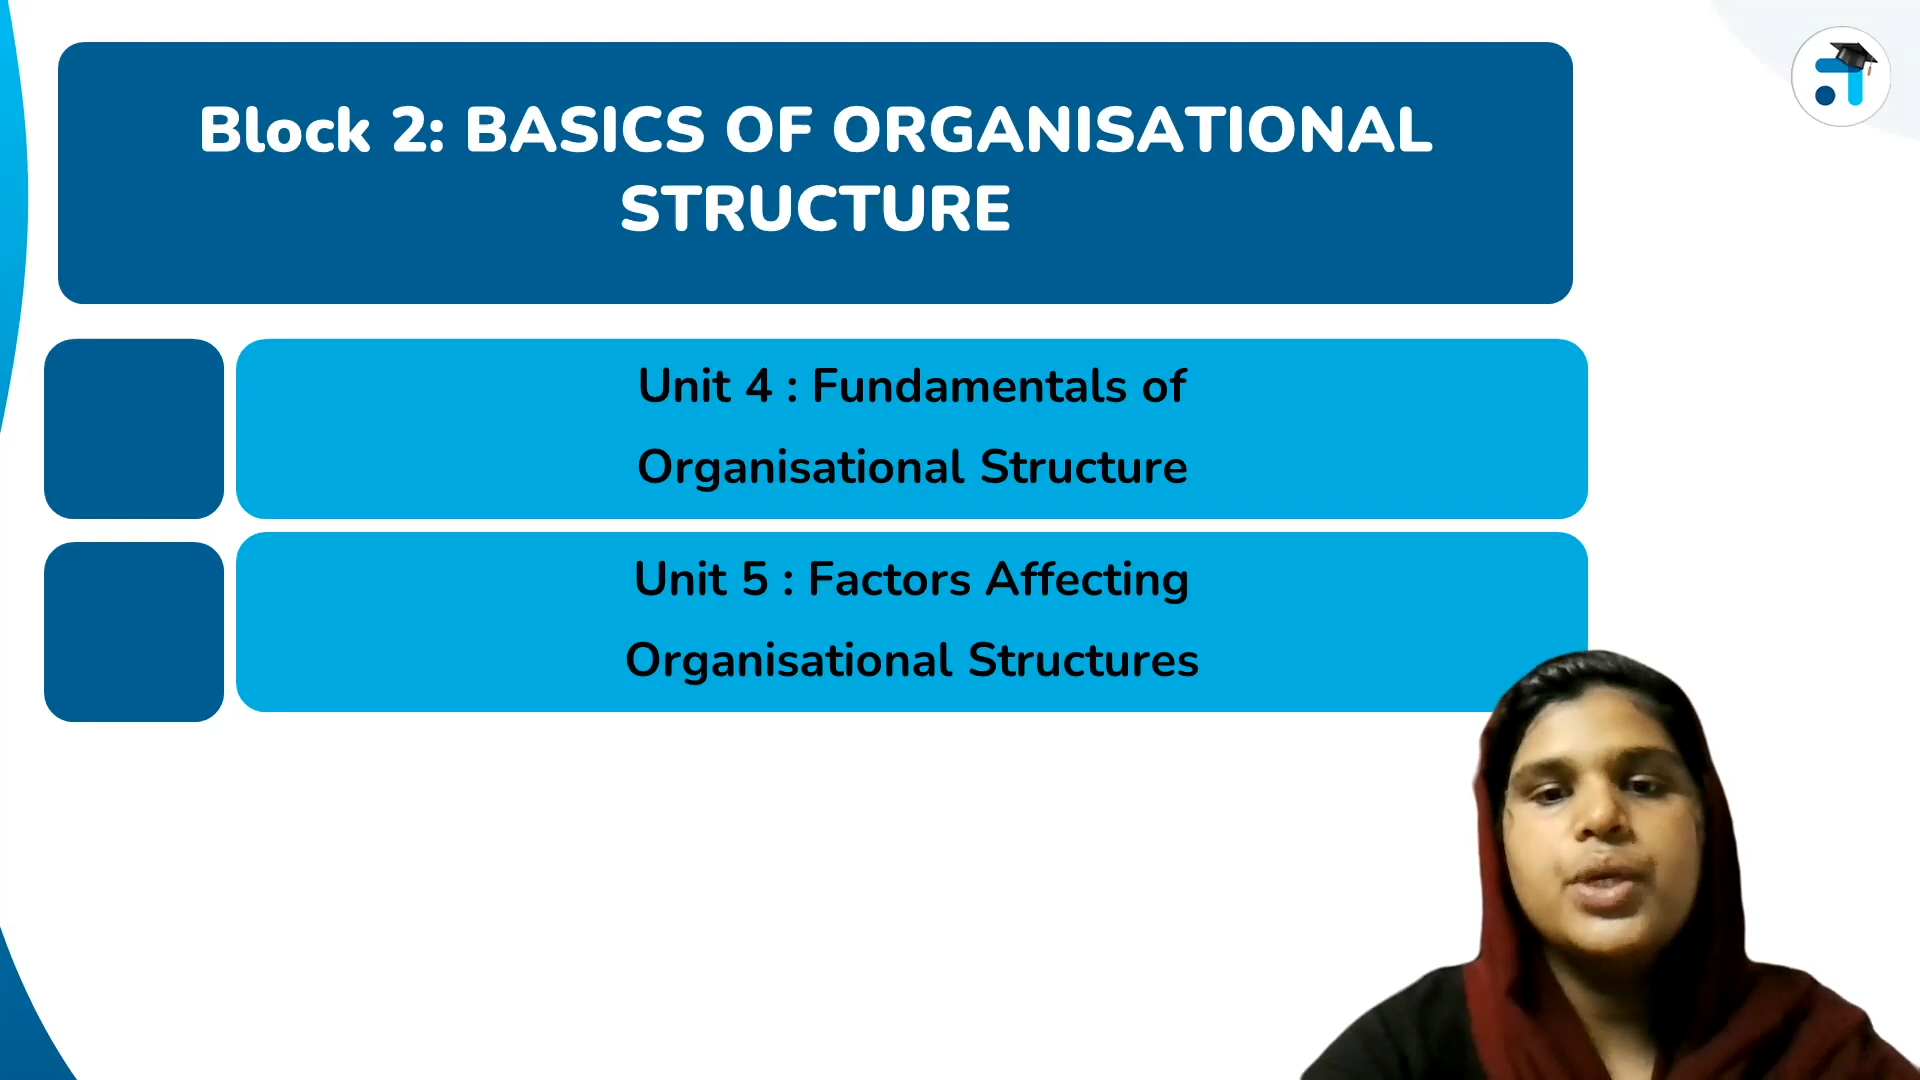 Block 2: BASICS OF ORGANISATIONAL
STRUCTURE
Unit 4 : Fundamentals of
Organisational Structure
Unit 5 : Factors Affecting
Organisational Structures